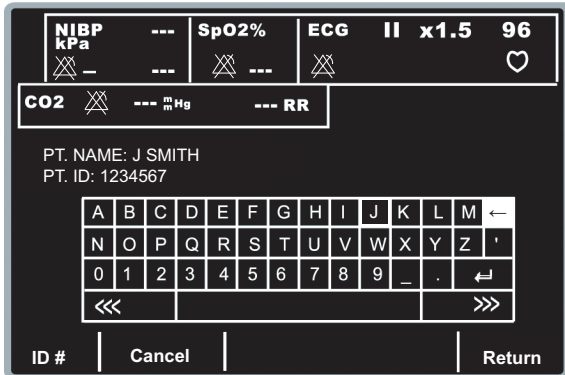 NIBP --- SpO2% ECG II x1.5 96
kPa
– --- ---
CO2 --- mmHg --- RR
PT. NAME: J SMITH
PT. ID: 1234567
A B C D E F G H I J K L M ←
N O P Q R S T U V W X Y Z '
0 1 2 3 4 5 6 7 8 9 _ . ↵
<<< >>>
ID # Cancel Return